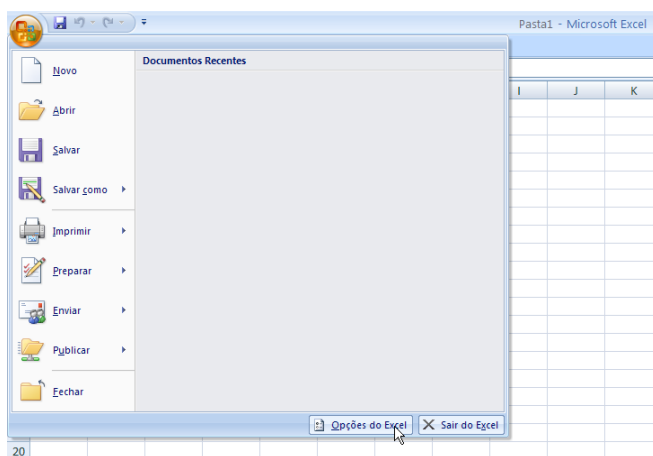 Pasta1 - Microsoft Excel
Documentos Recentes
Novo
Abrir
Salvar
Salvar como
Imprimir
Preparar
Enviar
Publicar
Fechar
Opções do Excel
Sair do Excel
I J K
20